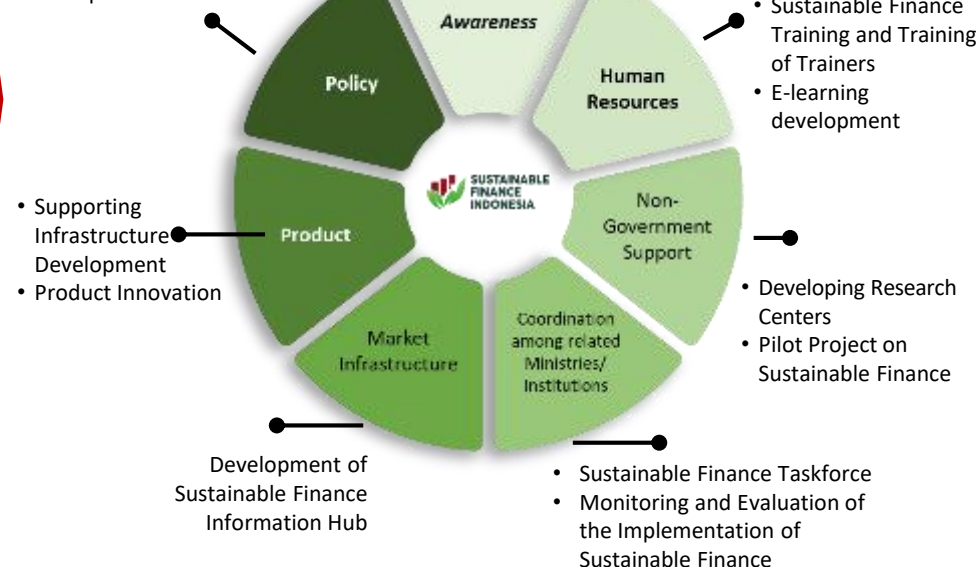 Awareness
• Sustainable Finance
Training and Training
of Trainers
• E-learning
development
Policy
Human
Resources
SUSTAINABLE
FINANCE
INDONESIA
Non-
Government
Support
• Supporting
Infrastructure
Development
• Product Innovation
Product
• Developing Research
Centers
• Pilot Project on
Sustainable Finance
Market
Infrastructure
Coordination
among related
Ministries/
Institutions
Development of
Sustainable Finance
Information Hub
• Sustainable Finance Taskforce
• Monitoring and Evaluation of
the Implementation of
Sustainable Finance